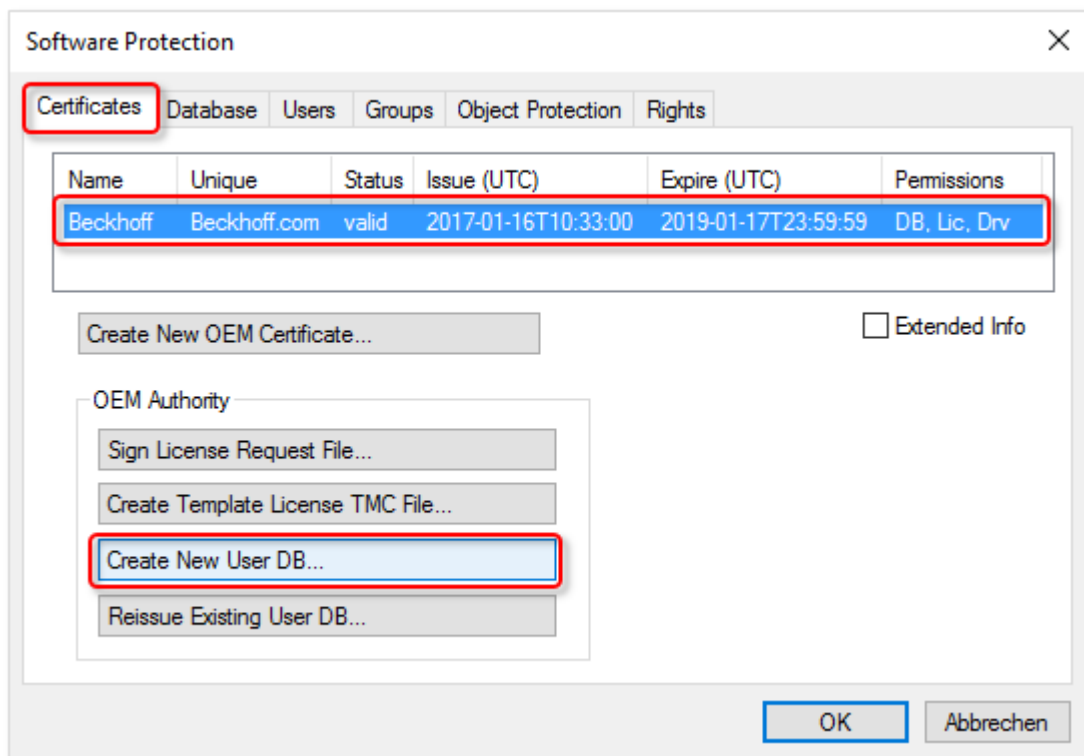 Software Protection
Certificates Database Users Groups Object Protection Rights
Name Unique Status Issue (UTC) Expire (UTC) Permissions
Beckhoff Beckhoff.com valid 2017-01-16T10:33:00 2019-01-17T23:59:59 DB, Lic, Drv
Create New OEM Certificate... Extended Info
OEM Authority
Sign License Request File...
Create Template License TMC File...
Create New User DB...
Reissue Existing User DB...
OK Abbrechen